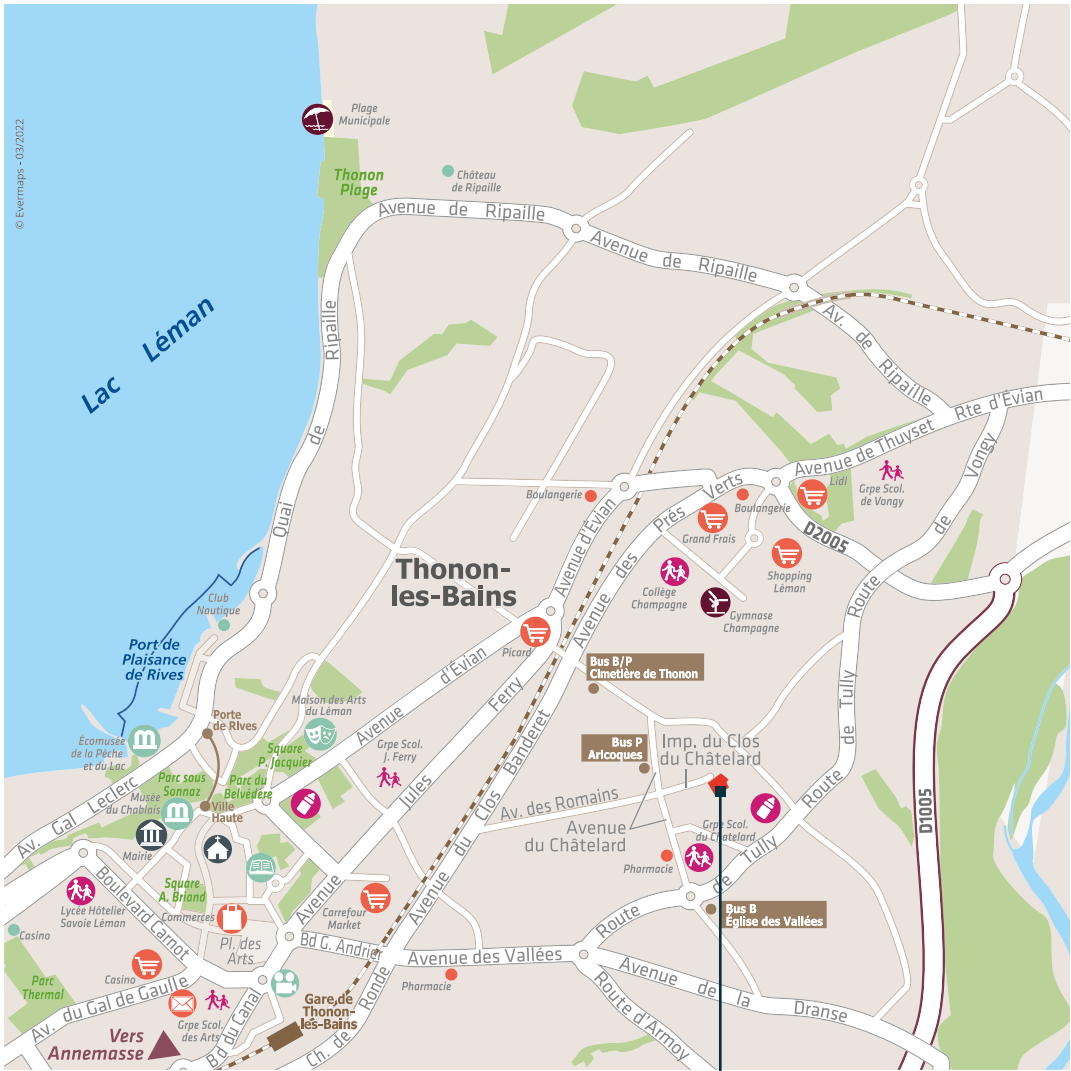 © Evermaps - 03/2022
Plage
Municipale
Thonon
Plage
Château
de Ripaille
Avenue de Ripaille
Avenue de Ripaille
Av. de Ripaille
Lac Léman
Quai de Ripaille
Rte d'Évian
Avenue de Thuyset
Lidl
Grpe Scol.
de Vongy
Route de Vongy
Boulangerie
Prés Verts
Boulangerie
Grand Frais
D2005
Shopping
Léman
Collège
Champagne
Gymnase
Champagne
Avenue d'Évian
Avenue des
Thonon-
les-Bains
Club
Nautique
Port de
Plaisance
de Rives
Picard
Bus B/P
Cimetière de Thonon
Avenue d'Évian
Maison des Arts
du Léman
Porte
de RIves
Écomusée
de la Pêche
et du Lac
Square
P. Jacquier
Grpe Scol.
J. Ferry
Bus P
Aricoques
Imp. du Clos
du Châtelard
Route de Tully
Parc sous
Sonnaz
Parc du
Belvédère
Musée
du Chablais
Ville
Haute
Av. Gal Leclerc
Mairie
Avenue Jules Ferry
Avenue du Clos Banderet
Av. des Romains
Avenue
du Châtelard
Grpe Scol.
du Chatelard
Pharmacie
D1005
Route de Tully
Square
A. Briand
Lycée Hôtelier
Savoie Léman
Boulevard Carnot
Commerces
Carrefour
Market
Bus B
Église des Vallées
Casino
Pl. des
Arts
Bd G. Andrier
Avenue des Vallées
Casino
Pharmacie
Avenue de la Dranse
Parc
Thermal
Av. du Gal de Gaulle
Grpe Scol.
des Arts
Bd du Canal
Gare de
Thonon-
les-Bains
Ch. de Ronde
Route d'Armoy
Vers
Annemasse